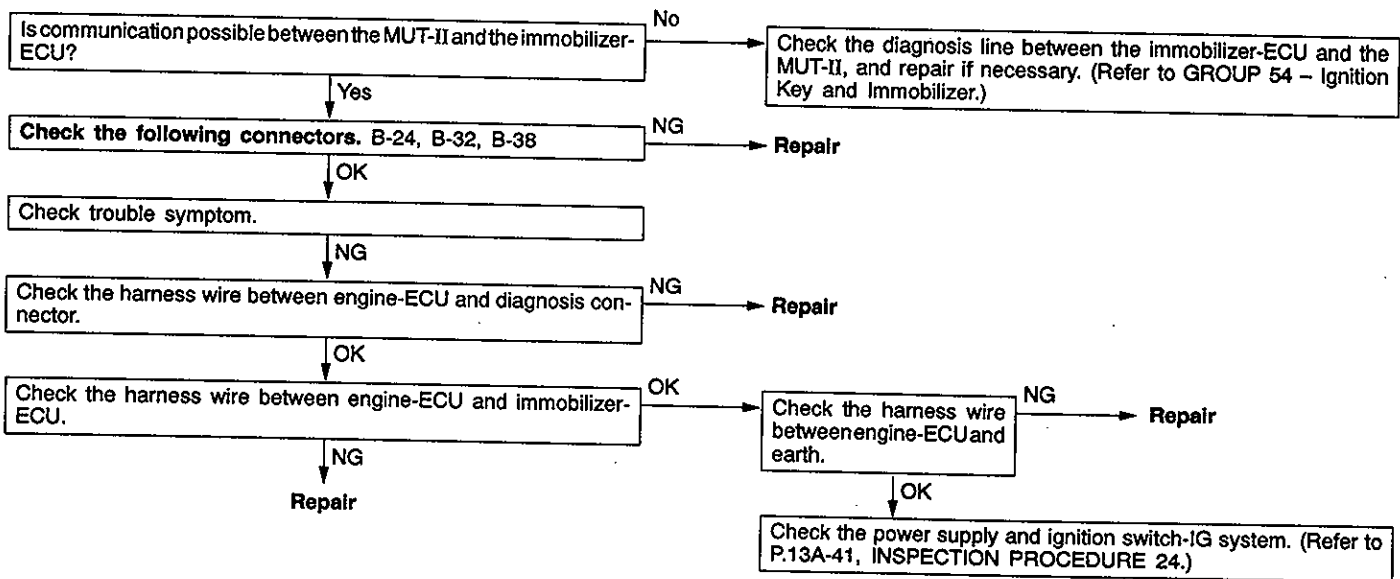 Is communication possible between the MUT-II and the immobilizer-
ECU?
No
Check the diagnosis line between the immobilizer-ECU and the
MUT-II, and repair if necessary. (Refer to GROUP 54 – Ignition
Key and Immobilizer.)
Yes
Check the following connectors. B-24, B-32, B-38
NG
Repair
OK
Check trouble symptom.
NG
Check the harness wire between engine-ECU and diagnosis con-
nector.
NG
Repair
OK
Check the harness wire between engine-ECU and immobilizer-
ECU.
OK
Check the harness wire
between engine-ECU and
earth.
NG
Repair
NG
Repair
OK
Check the power supply and ignition switch-IG system. (Refer to
P.13A-41, INSPECTION PROCEDURE 24.)